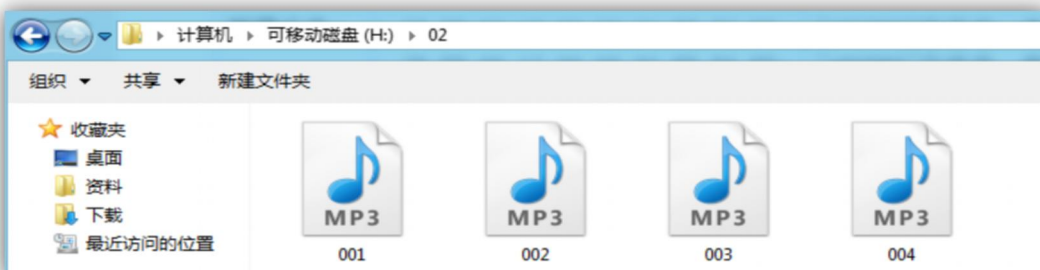 计算机 ▸ 可移动磁盘 (H:) ▸ 02
组织 ▼ 共享 ▼ 新建文件夹
收藏夹
桌面
资料
下载
最近访问的位置
MP3 MP3 MP3 MP3
001 002 003 004